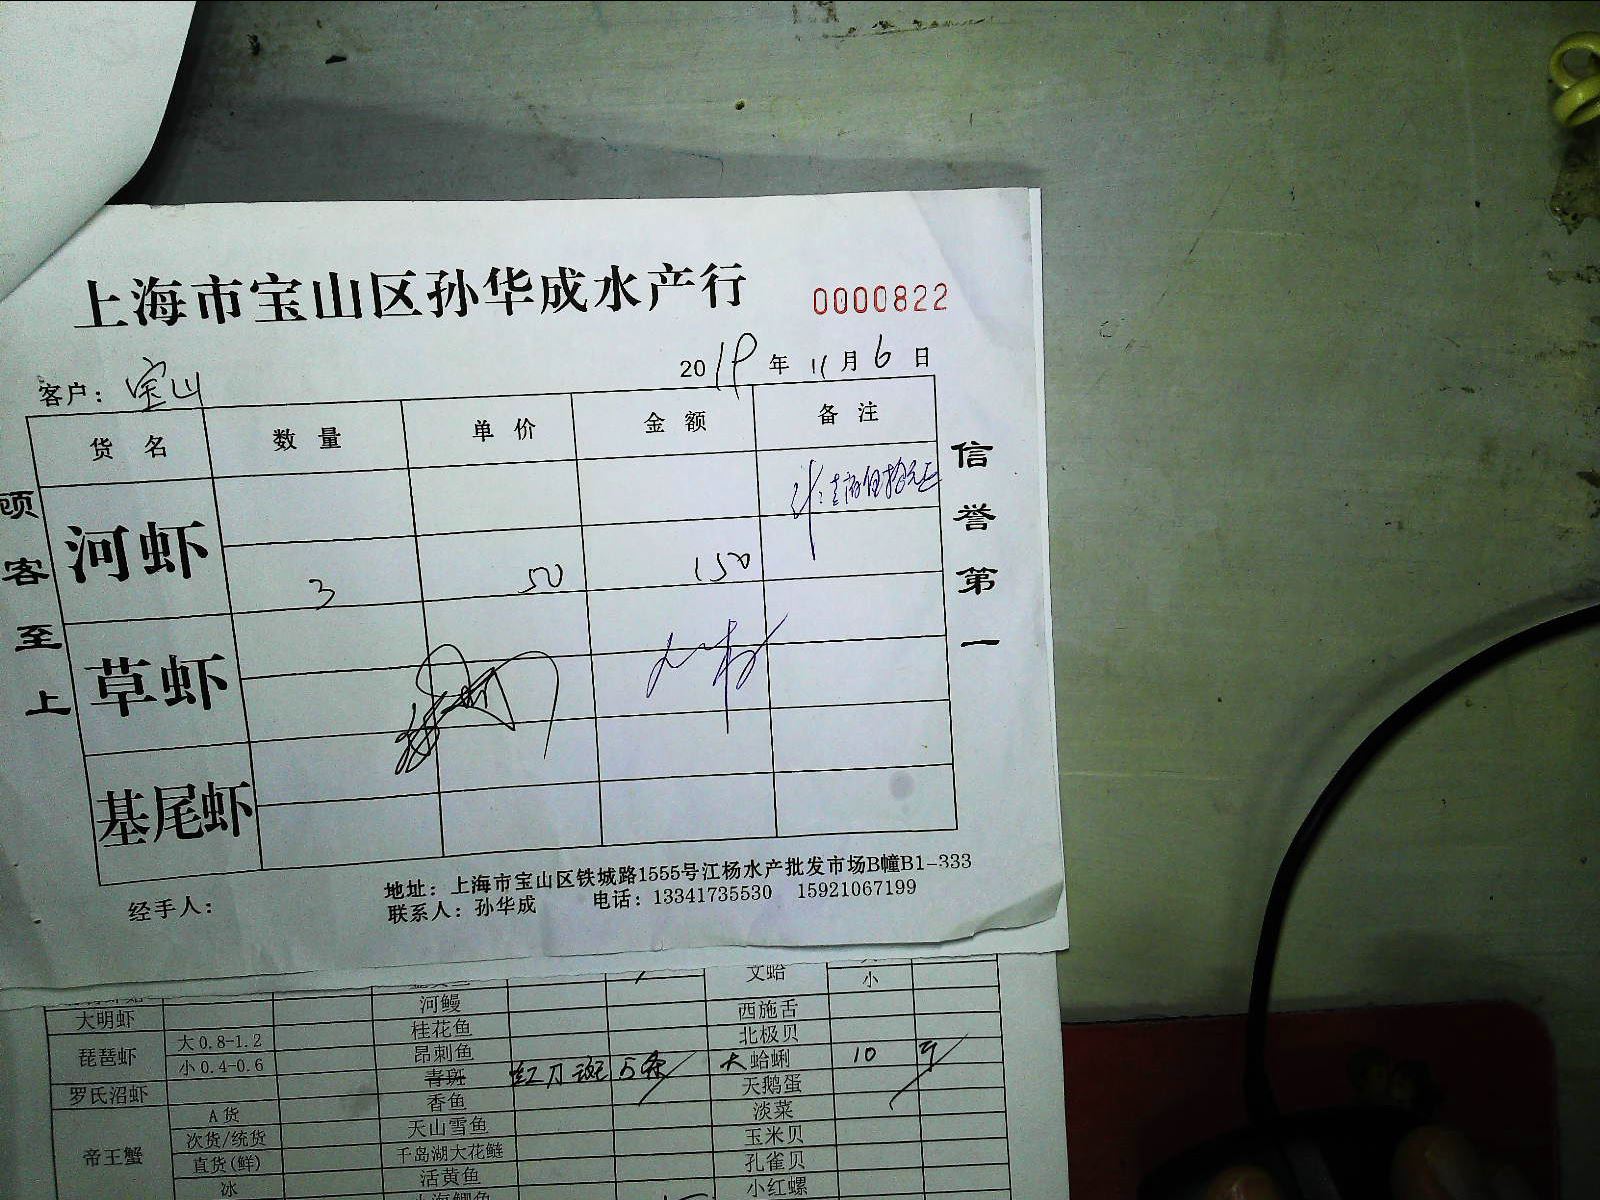 上海市宝山区孙华成水产行
0000822
客户: 宝山
2019 年 11 月 6 日
货名 数量 单价 金额 备注
河虾
3 50 150
草虾
基尾虾
顾客至上
信誉第一
地址: 上海市宝山区铁城路1555号江杨水产批发市场B幢B1-333
经手人:
联系人: 孙华成 电话: 13341735530 15921067199
文蛤 小
大明虾 河鳗 西施舌
琵琶虾 大0.8-1.2 桂花鱼 北极贝
小0.4-0.6 昂刺鱼 大蛤蜊 10 斤
罗氏沼虾 青斑 红刀斑 5条 天鹅蛋
帝王蟹 A货 香鱼 淡菜
次货/统货 天山雪鱼 玉米贝
直货(鲜) 千岛湖大花鲢 孔雀贝
冰 活黄鱼 小红螺